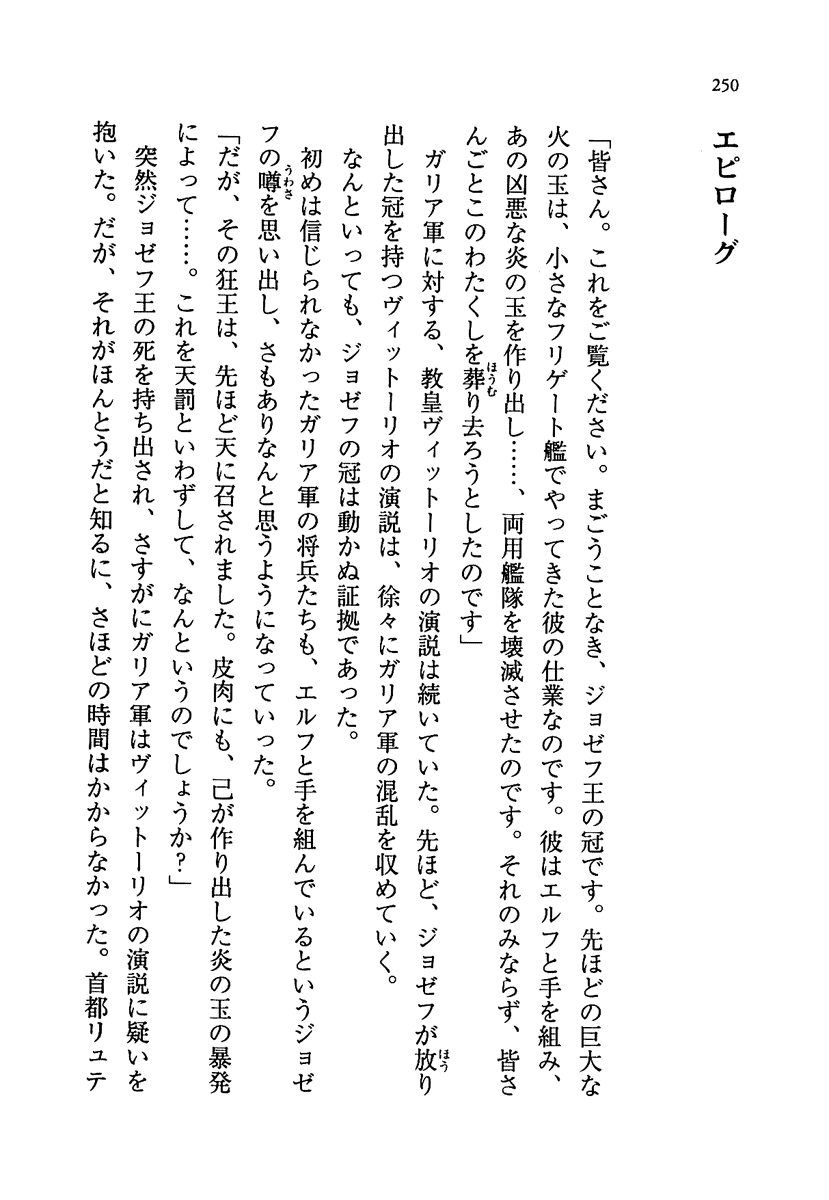 250
エピローグ
「皆さん。これをご覧ください。まごうことなき、ジョゼフ王の冠です。先ほどの巨大な
火の玉は、小さなフリゲート艦でやってきた彼の仕業なのです。彼はエルフと手を組み、
あの凶悪な炎の玉を作り出し……、両用艦隊を壊滅させたのです。それのみならず、皆さ
んごとこのわたくしを葬り去ろうとしたのです」
ほうむ
ガリア軍に対する、教皇ヴィットーリオの演説は続いていた。先ほど、ジョゼフが放り
ほう
出した冠を持つヴィットーリオの演説は、徐々にガリア軍の混乱を収めていく。
なんといっても、ジョゼフの冠は動かぬ証拠であった。
初めは信じられなかったガリア軍の将兵たちも、エルフと手を組んでいるというジョゼ
フの噂を思い出し、さもありなんと思うようになっていった。
うわさ
「だが、その狂王は、先ほど天に召されました。皮肉にも、己が作り出した炎の玉の暴発
によって……。これを天罰といわずして、なんというのでしょうか?」
突然ジョゼフ王の死を持ち出され、さすがにガリア軍はヴィットーリオの演説に疑いを
抱いた。だが、それがほんとうだと知るに、さほどの時間はかからなかった。首都リュテ